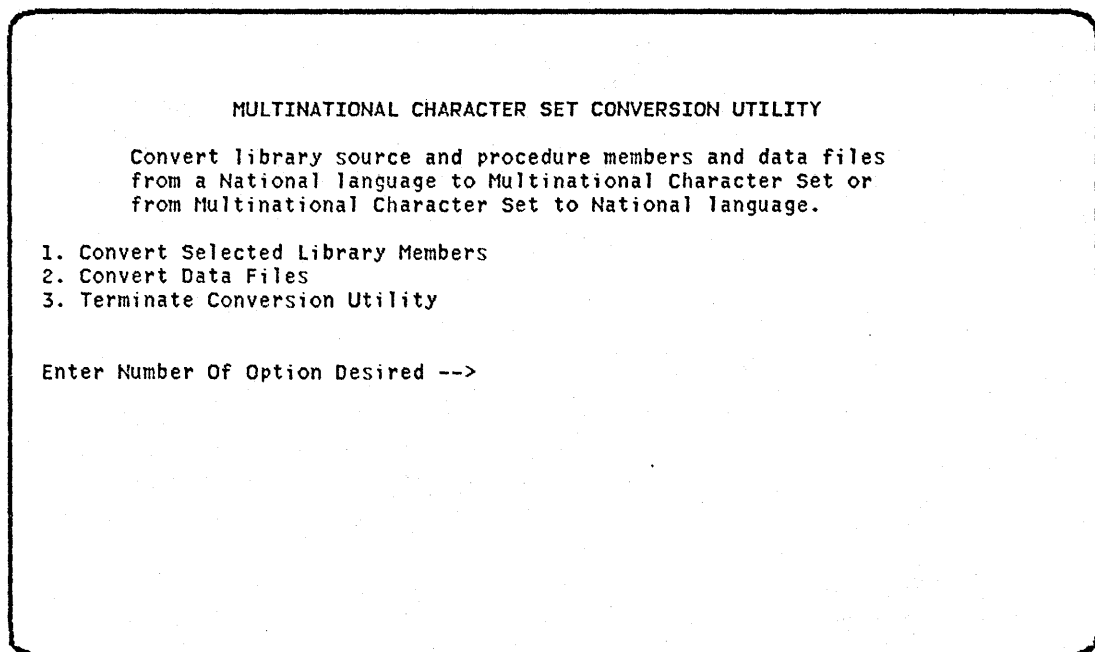 MULTINATIONAL CHARACTER SET CONVERSION UTILITY
Convert library source and procedure members and data files
from a National language to Multinational Character Set or
from Multinational Character Set to National language.
1. Convert Selected Library Members
2. Convert Data Files
3. Terminate Conversion Utility
Enter Number Of Option Desired -->